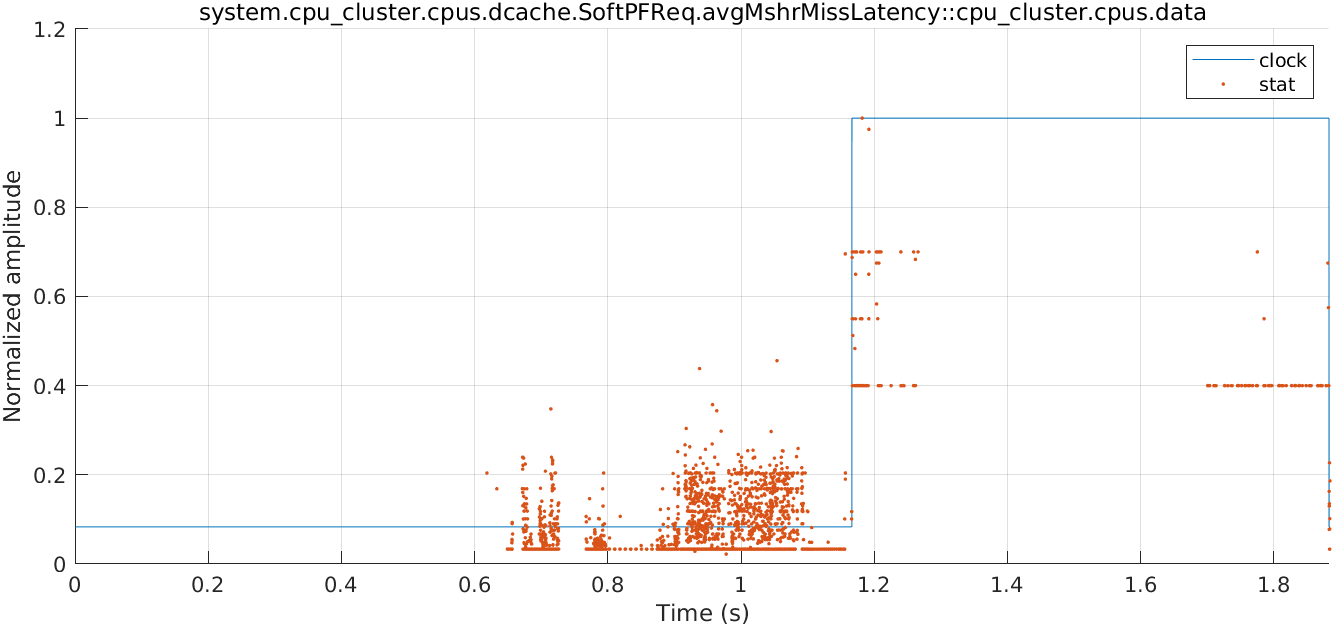 system.cpu_cluster.cpus.dcache.SoftPFReq.avgMshrMissLatency::cpu_cluster.cpus.data
1.2
clock
stat
1
0.8
0.6
0.4
0.2
0
Normalized amplitude
0 0.2 0.4 0.6 0.8 1 1.2 1.4 1.6 1.8
Time (s)